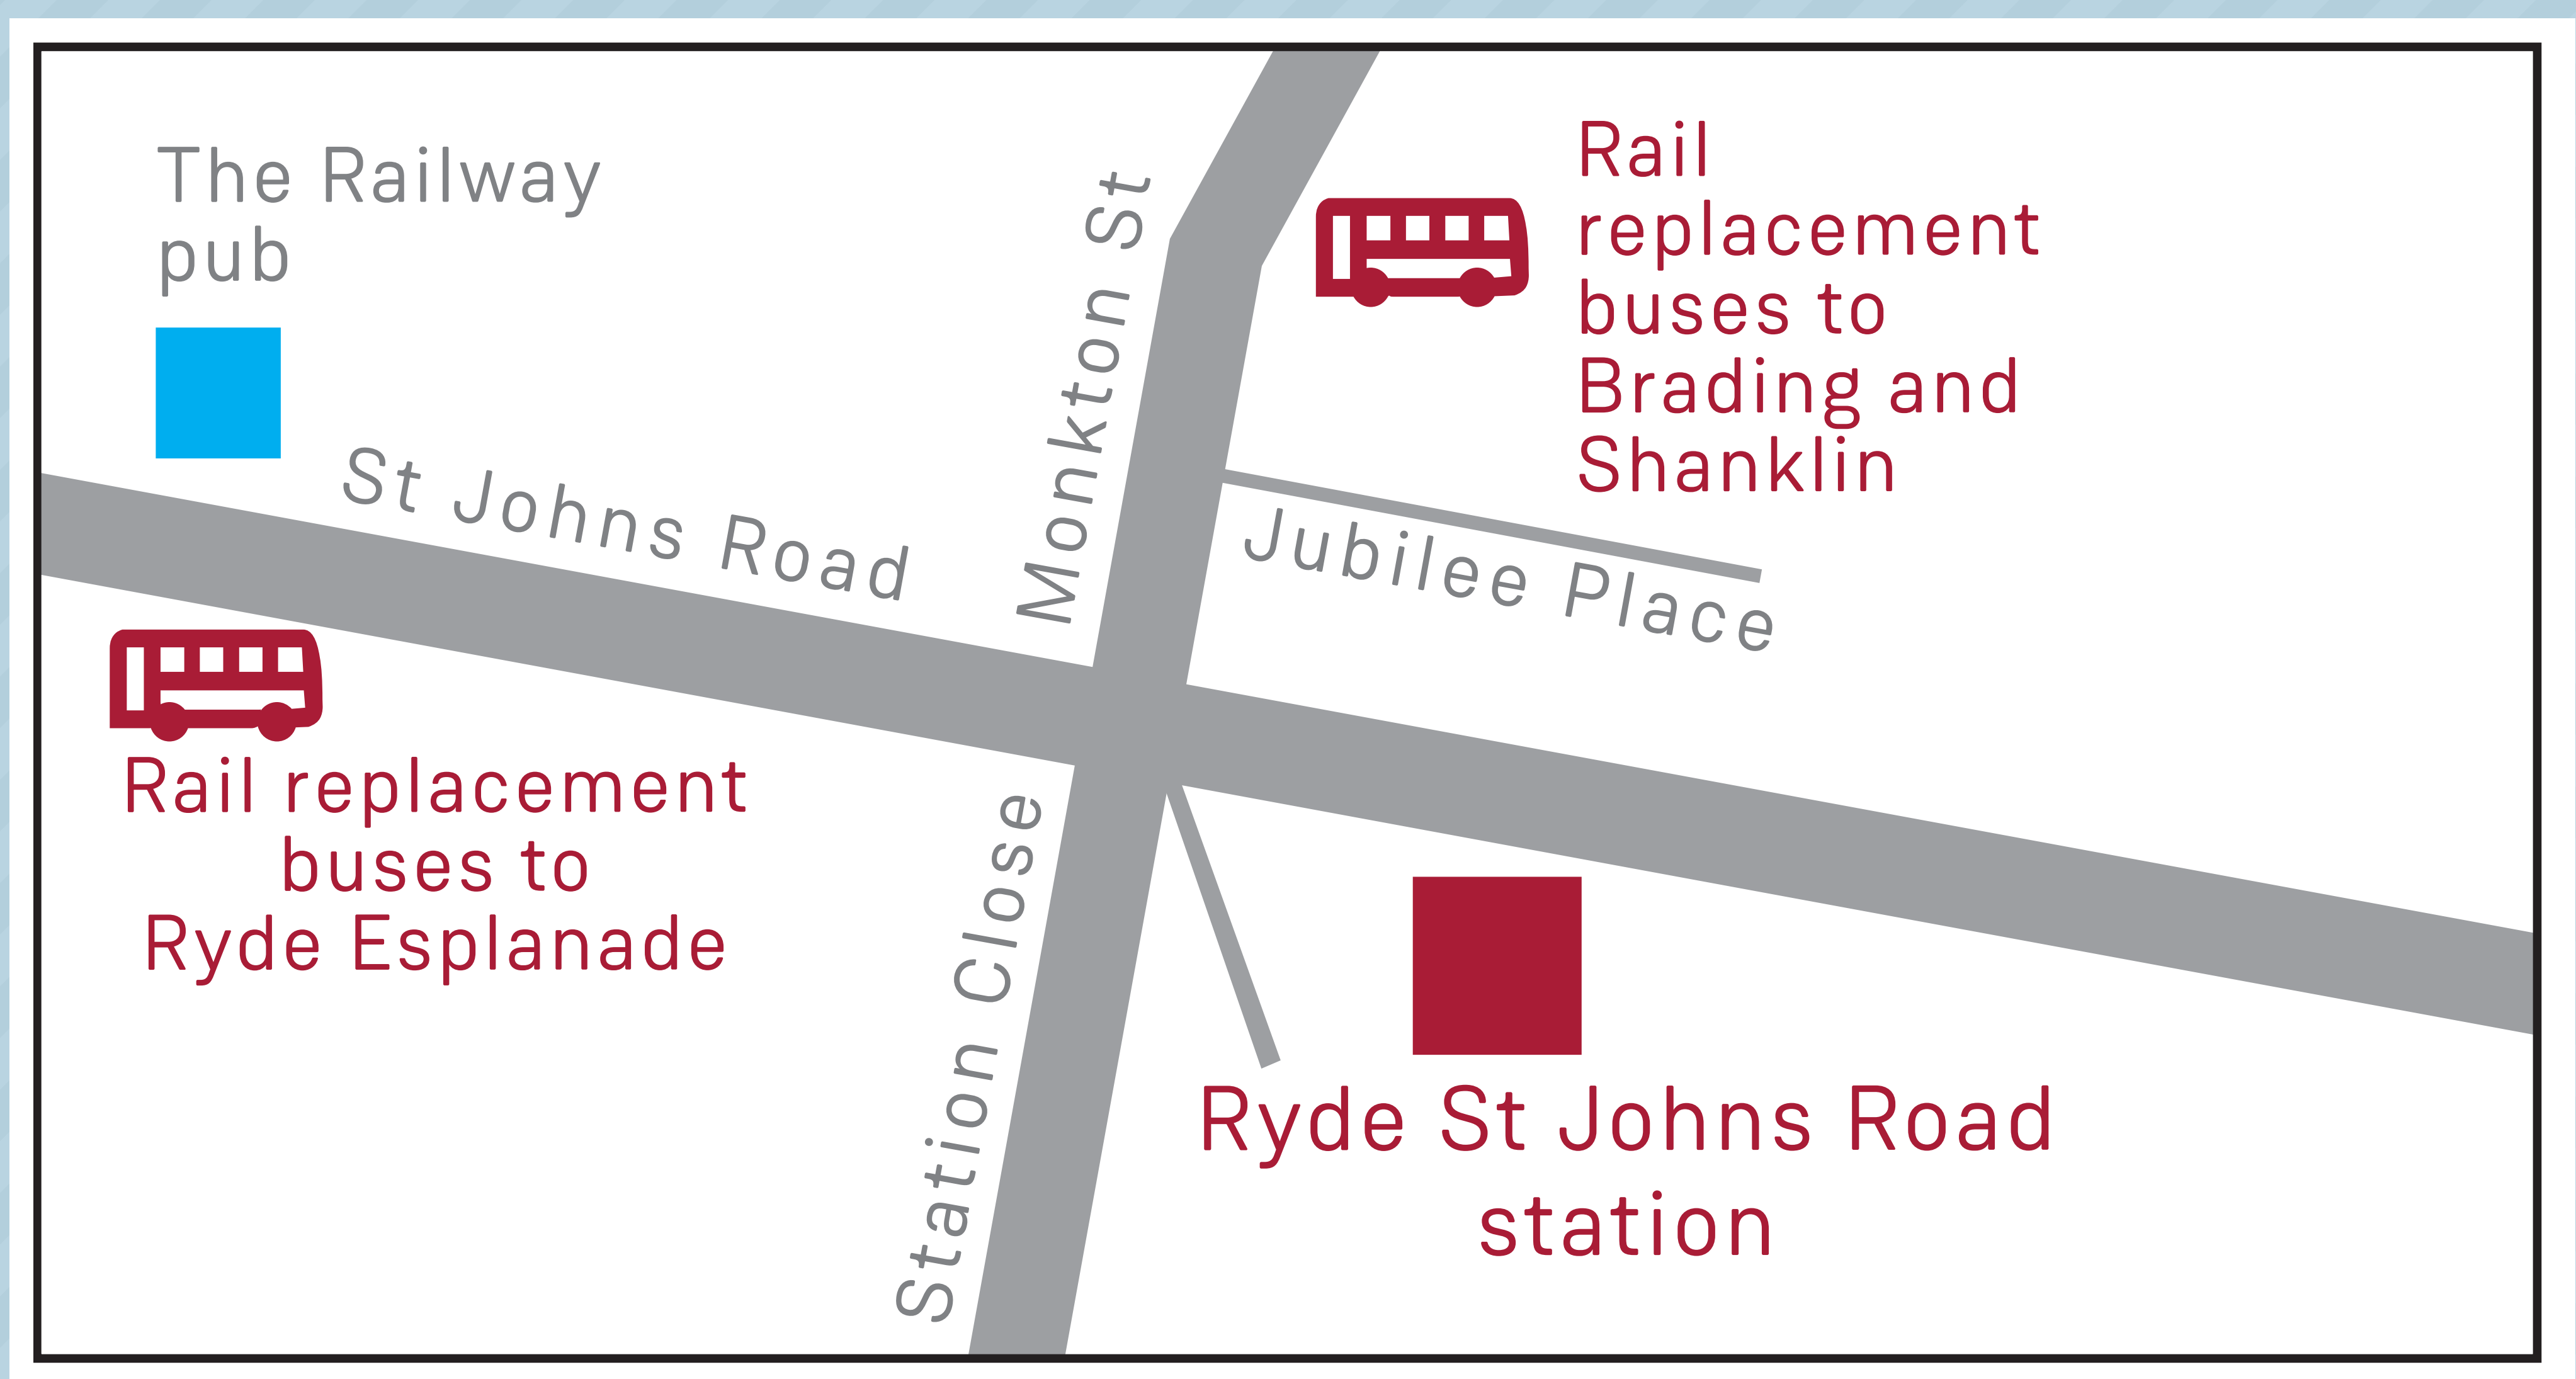 The Railway
pub
Rail
replacement
buses to
Brading and
Shanklin
Monkton St
St Johns Road
Jubilee Place
Rail replacement
buses to
Ryde Esplanade
Station Close
Ryde St Johns Road
station